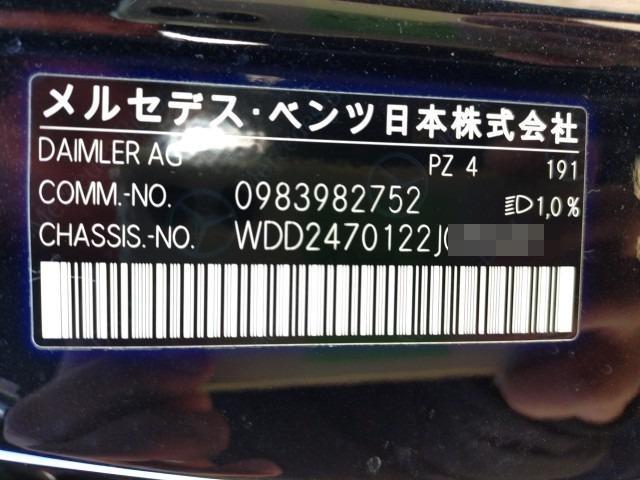 メルセデス・ベンツ日本株式会社
DAIMLER AG
PZ 4 191
COMM.-NO. 0983982752
1,0%
CHASSIS.-NO. WDD2470122J